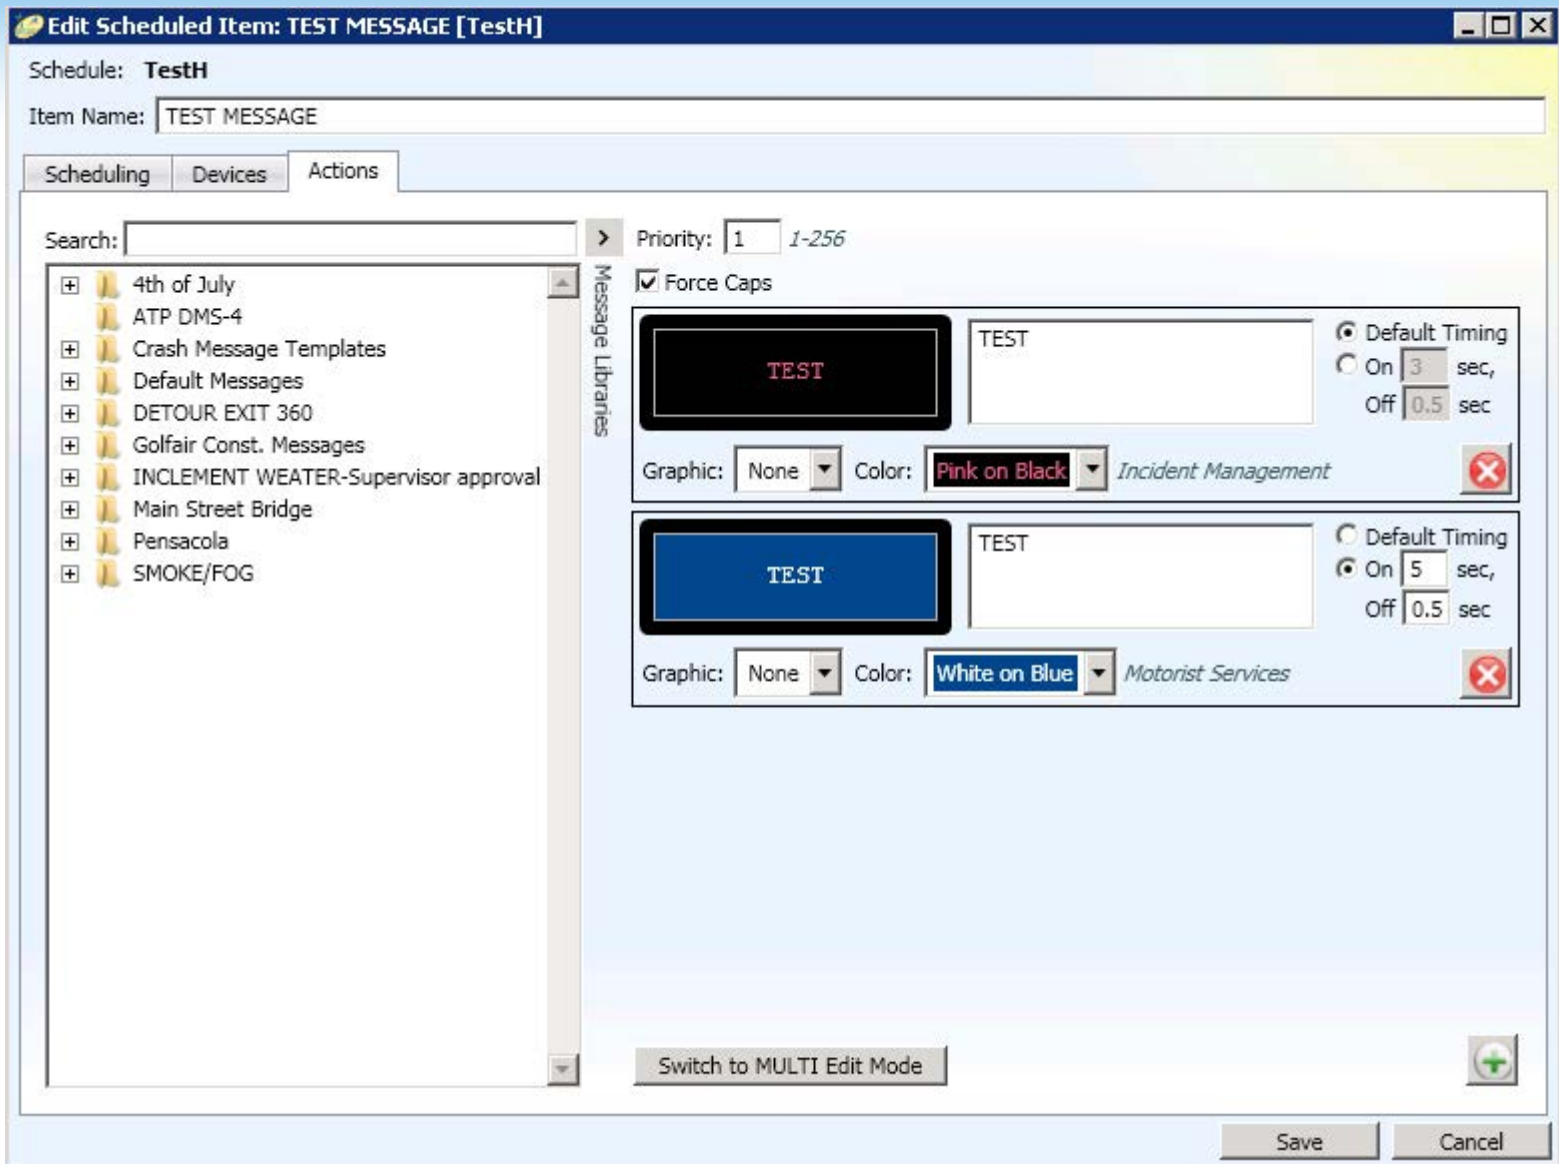 Edit Scheduled Item: TEST MESSAGE [TestH]
Schedule: TestH
Item Name: TEST MESSAGE
Scheduling Devices Actions
Search:
4th of July
ATP DMS-4
Crash Message Templates
Default Messages
DETOUR EXIT 360
Golfair Const. Messages
INCLEMENT WEATER-Supervisor approval
Main Street Bridge
Pensacola
SMOKE/FOG
Message Libraries
Priority: 1 1-256
Force Caps
TEST
TEST
Default Timing
On 3 sec,
Off 0.5 sec
Graphic: None Color: Pink on Black Incident Management
TEST
TEST
Default Timing
On 5 sec,
Off 0.5 sec
Graphic: None Color: White on Blue Motorist Services
Switch to MULTI Edit Mode
Save Cancel